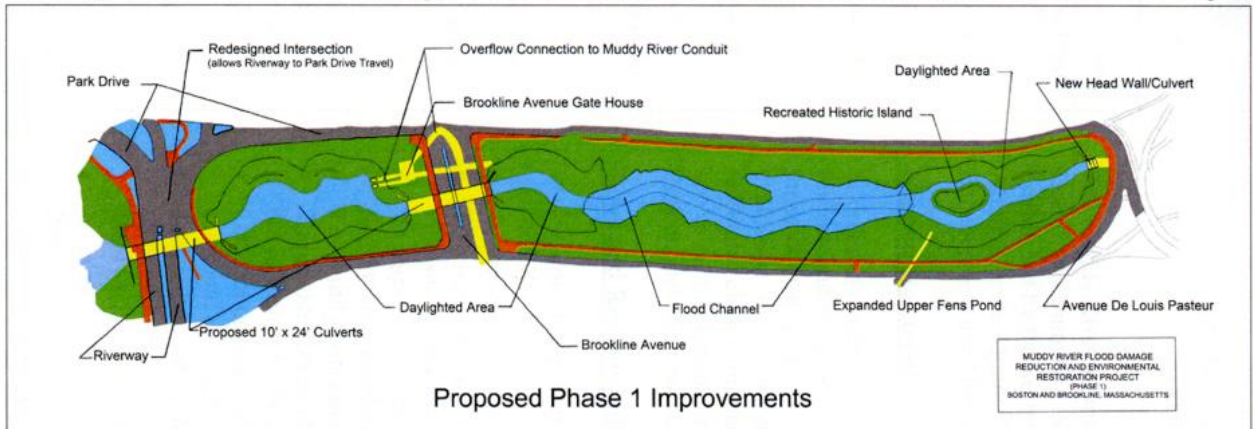 Redesigned Intersection
(allows Riverway to Park Drive Travel)
Overflow Connection to Muddy River Conduit
Park Drive
Daylighted Area
New Head Wall/Culvert
Brookline Avenue Gate House
Recreated Historic Island
Daylighted Area
Flood Channel
Expanded Upper Fens Pond
Avenue De Louis Pasteur
Proposed 10' x 24' Culverts
Riverway
Brookline Avenue
Proposed Phase 1 Improvements
MUDDY RIVER FLOOD DAMAGE
REDUCTION AND ENVIRONMENTAL
RESTORATION PROJECT
(PHASE 1)
BOSTON AND BROOKLINE, MASSACHUSETTS